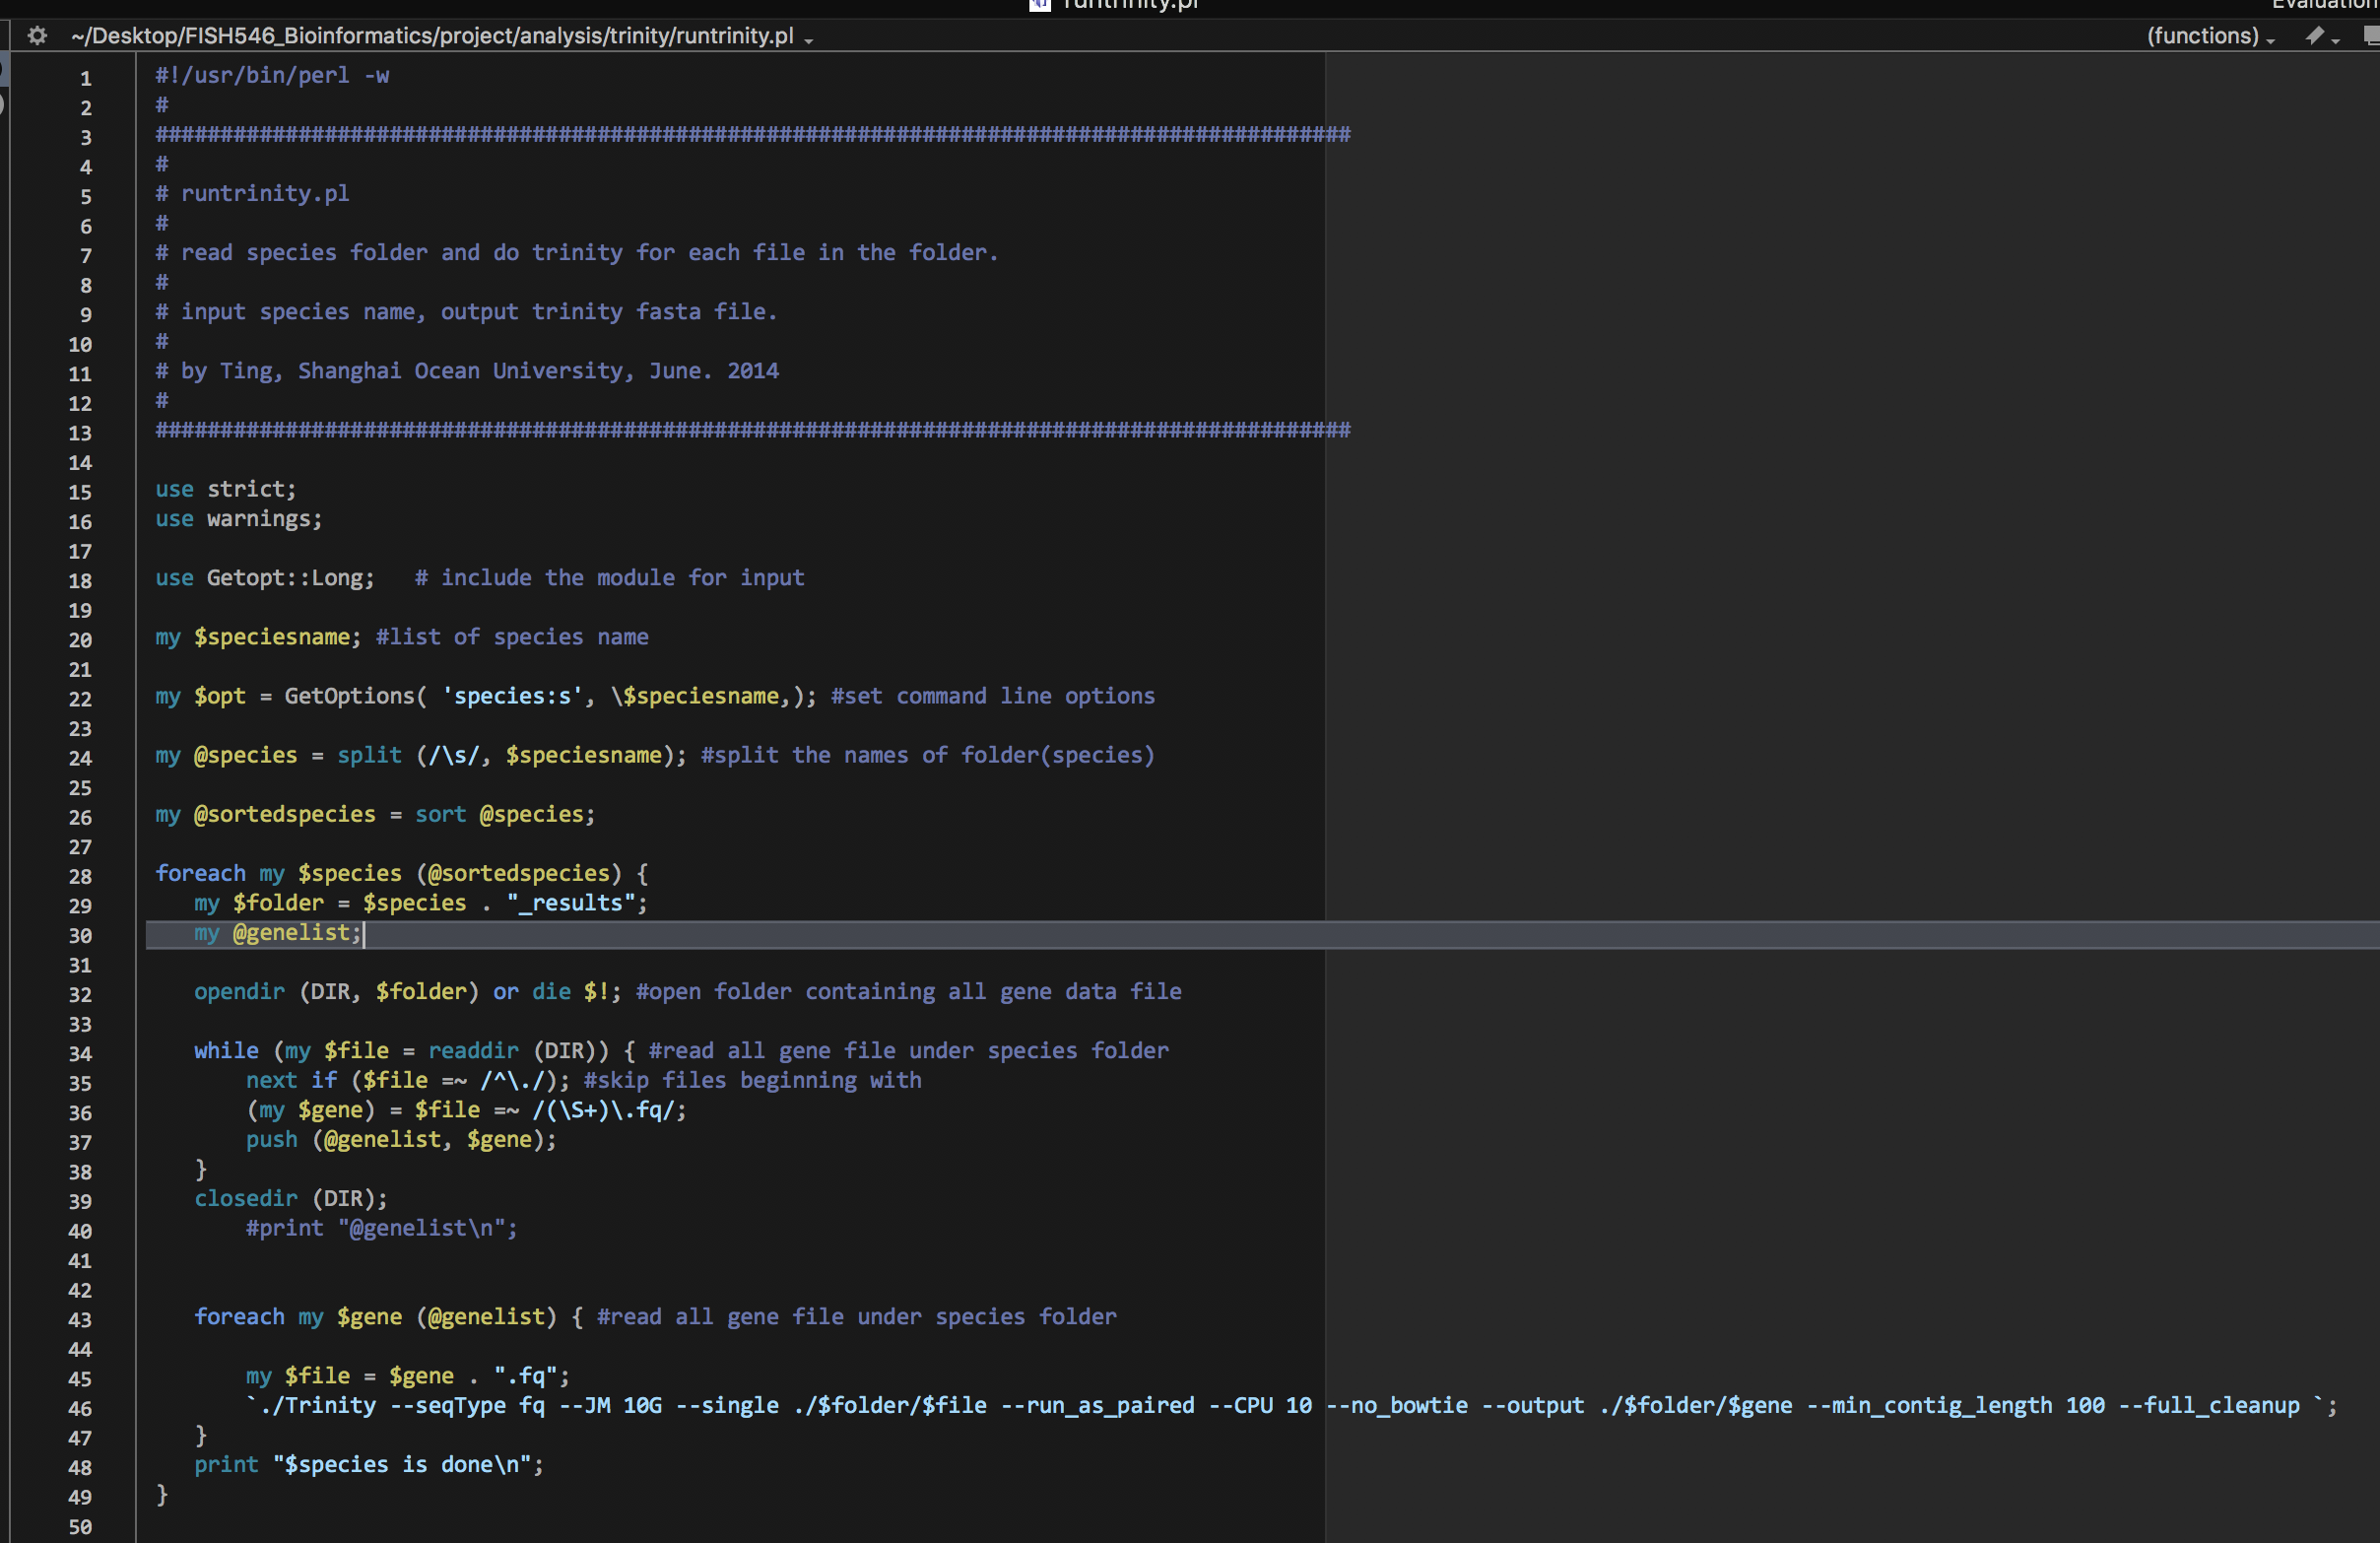 runtrinity.pl
Evaluation
~/Desktop/FISH546_Bioinformatics/project/analysis/trinity/runtrinity.pl
(functions)
1 #!/usr/bin/perl -w
2 #
3 ############################################################################################
4 #
5 # runtrinity.pl
6 #
7 # read species folder and do trinity for each file in the folder.
8 #
9 # input species name, output trinity fasta file.
10 #
11 # by Ting, Shanghai Ocean University, June. 2014
12 #
13 ############################################################################################
14
15 use strict;
16 use warnings;
17
18 use Getopt::Long;   # include the module for input
19
20 my $speciesname; #list of species name
21
22 my $opt = GetOptions( 'species:s', \$speciesname,); #set command line options
23
24 my @species = split (/\s/, $speciesname); #split the names of folder(species)
25
26 my @sortedspecies = sort @species;
27
28 foreach my $species (@sortedspecies) {
29    my $folder = $species . "_results";
30    my @genelist;
31
32    opendir (DIR, $folder) or die $!; #open folder containing all gene data file
33
34    while (my $file = readdir (DIR)) { #read all gene file under species folder
35        next if ($file =~ /^\./); #skip files beginning with
36        (my $gene) = $file =~ /(\S+)\.fq/;
37        push (@genelist, $gene);
38    }
39    closedir (DIR);
40        #print "@genelist\n";
41
42
43    foreach my $gene (@genelist) { #read all gene file under species folder
44
45        my $file = $gene . ".fq";
46        `./Trinity --seqType fq --JM 10G --single ./$folder/$file --run_as_paired --CPU 10 --no_bowtie --output ./$folder/$gene --min_contig_length 100 --full_cleanup `;
47    }
48    print "$species is done\n";
49 }
50